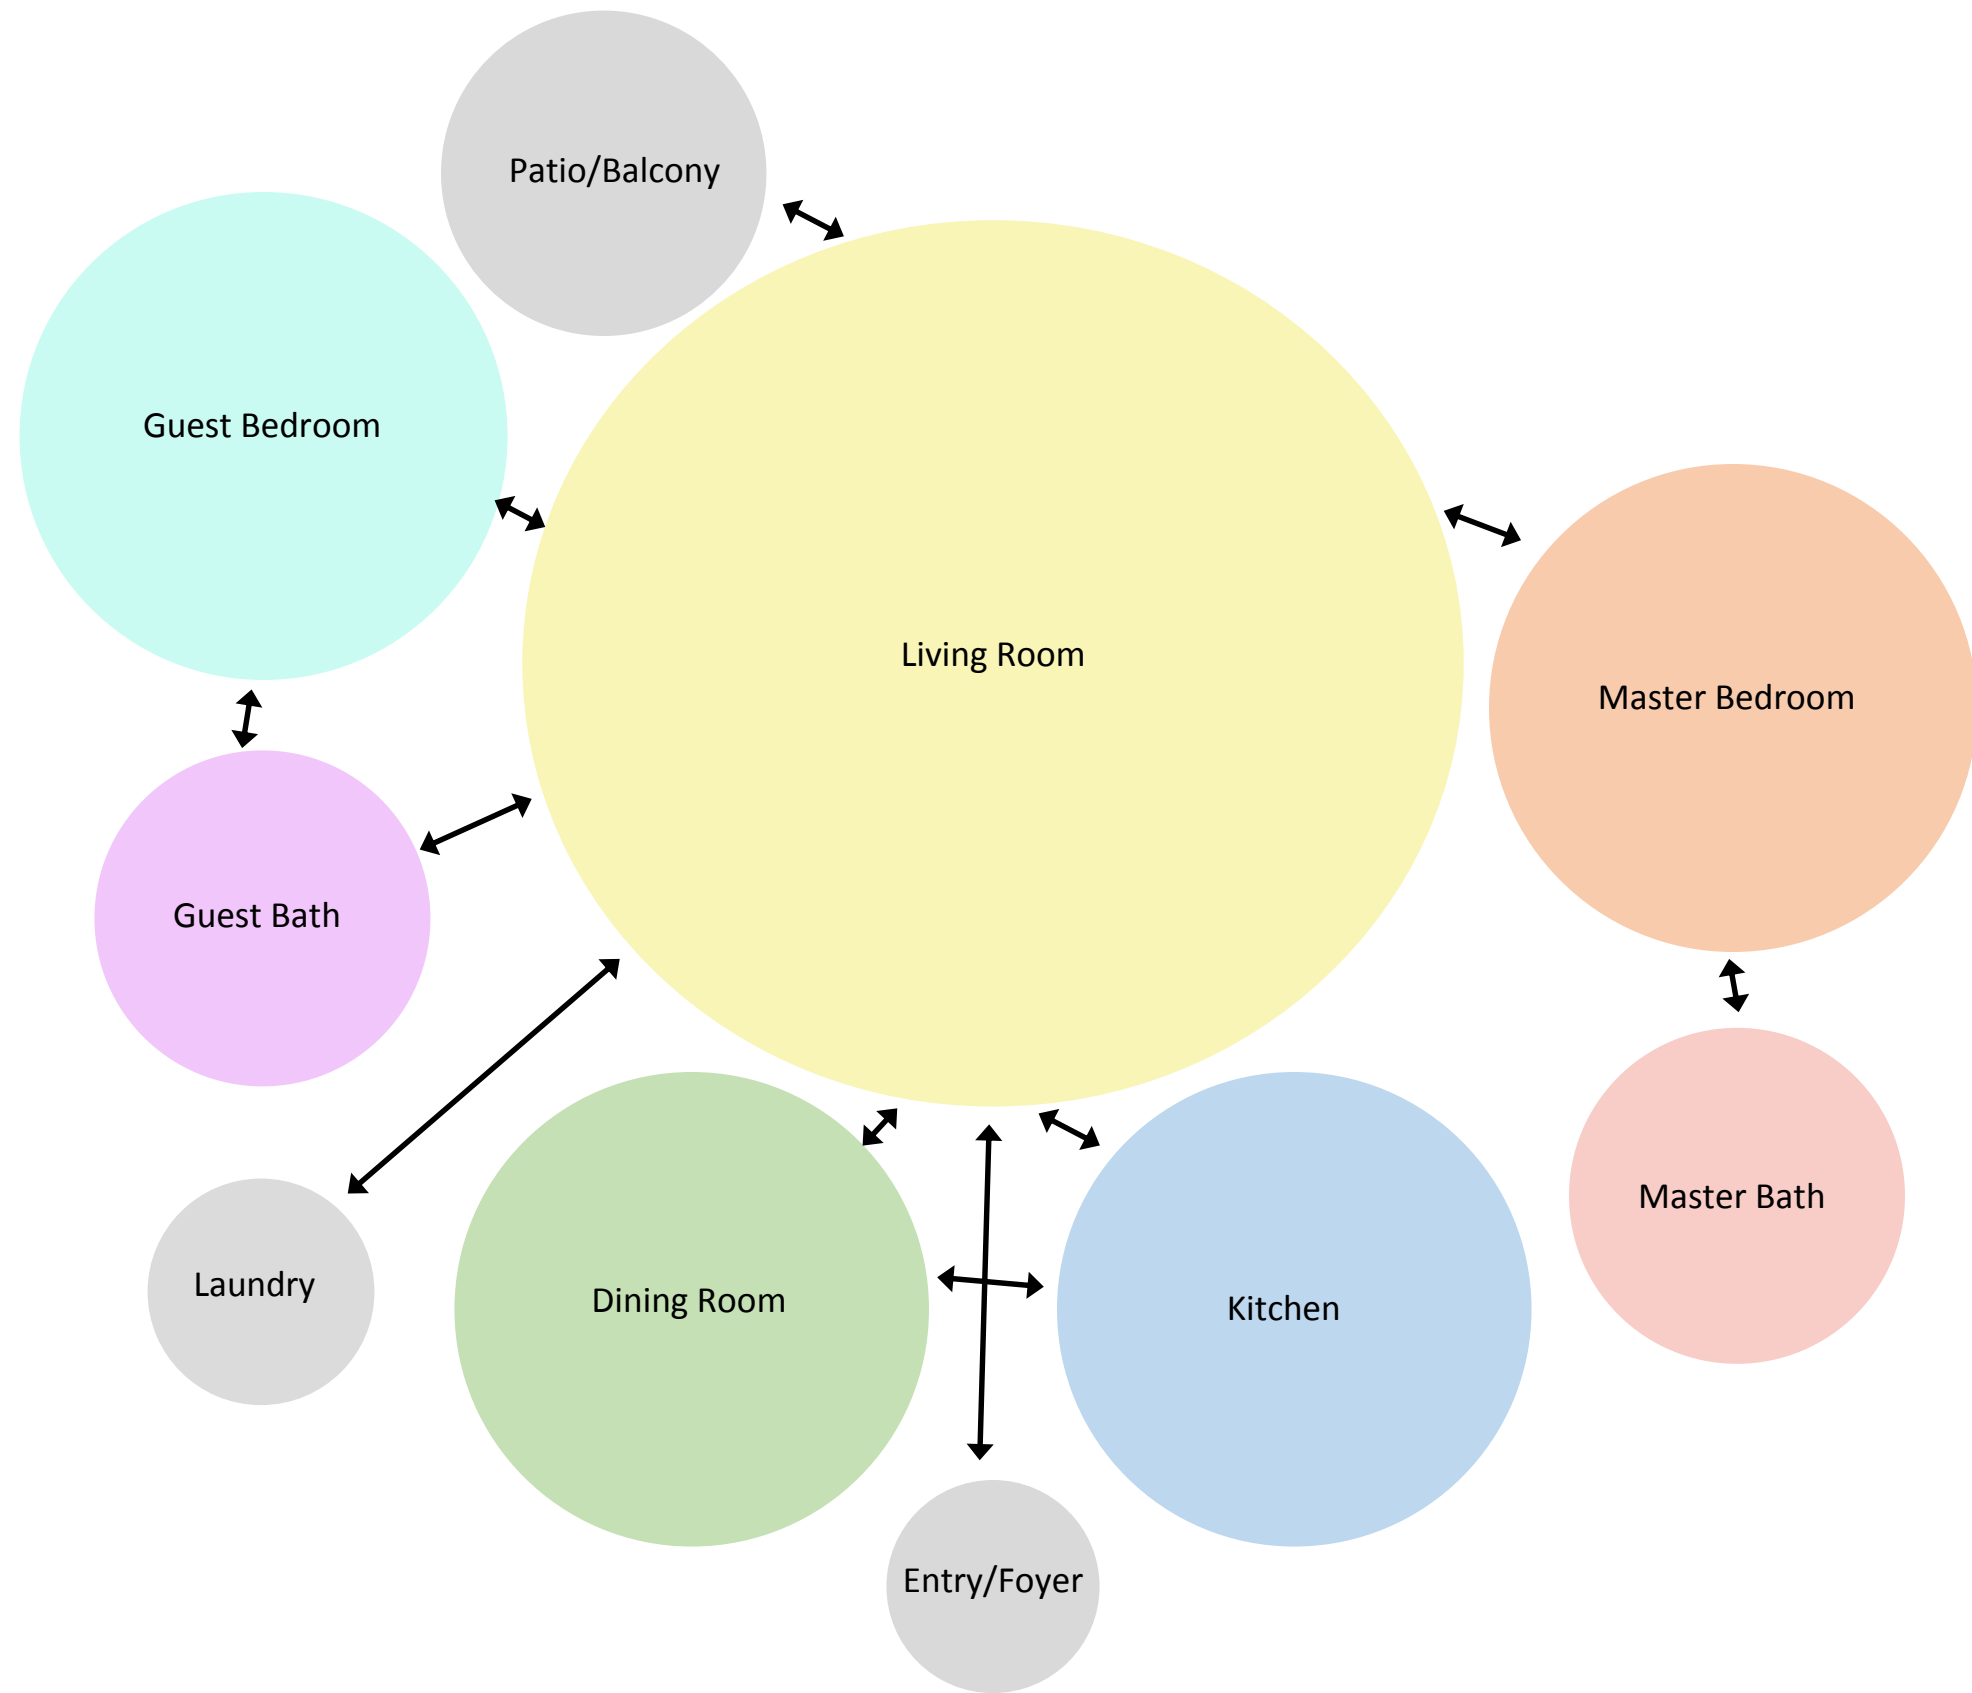 Patio/Balcony
Guest Bedroom
Living Room
Master Bedroom
Guest Bath
Master Bath
Laundry
Dining Room
Kitchen
Entry/Foyer